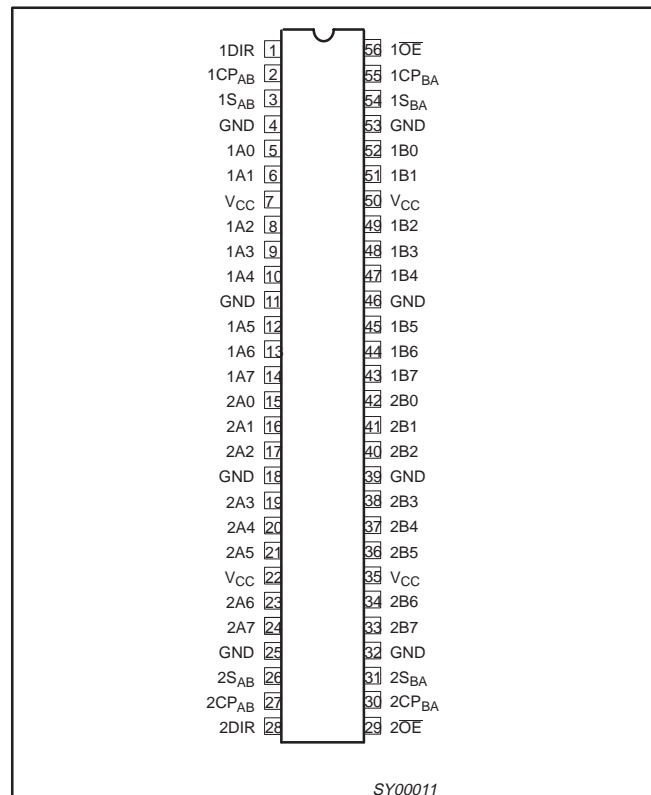 1DIR 1 56 1O̅E̅
1CPAB 2 55 1CPBA
1SAB 3 54 1SBA
GND 4 53 GND
1A0 5 52 1B0
1A1 6 51 1B1
VCC 7 50 VCC
1A2 8 49 1B2
1A3 9 48 1B3
1A4 10 47 1B4
GND 11 46 GND
1A5 12 45 1B5
1A6 13 44 1B6
1A7 14 43 1B7
2A0 15 42 2B0
2A1 16 41 2B1
2A2 17 40 2B2
GND 18 39 GND
2A3 19 38 2B3
2A4 20 37 2B4
2A5 21 36 2B5
VCC 22 35 VCC
2A6 23 34 2B6
2A7 24 33 2B7
GND 25 32 GND
2SAB 26 31 2SBA
2CPAB 27 30 2CPBA
2DIR 28 29 2O̅E̅
SY00011